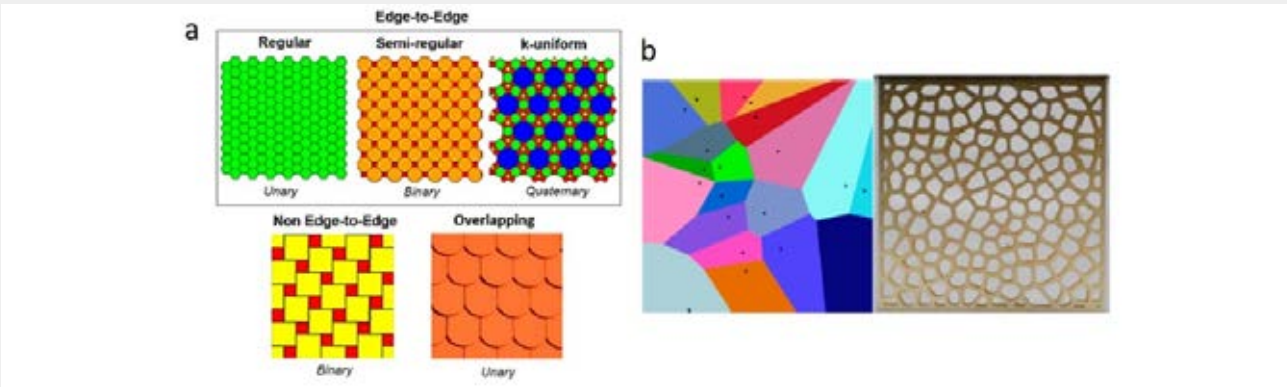 a
Edge-to-Edge
Regular
Semi-regular
k-uniform
Unary
Binary
Quaternary
Non Edge-to-Edge
Overlapping
Binary
Unary
b